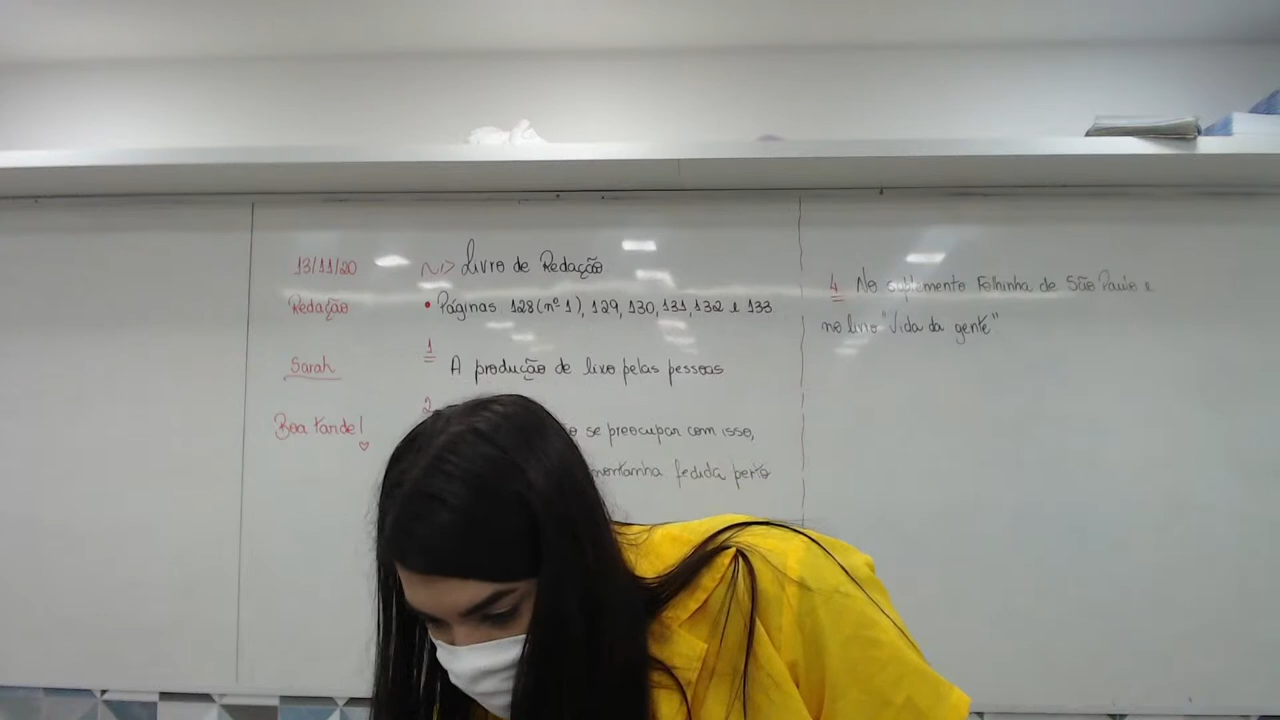 13/11/20
Redação
Sarah
Boa tarde!
~> Livro de Redação
• Páginas 128 (nº 1), 129, 130, 131, 132 e 133
1
A produção de lixo pelas pessoas
2
se preocupar com isso,
montanha fedida perto
4 No suplemento Folhinha de São Paulo e
no livro "Vida da gente"